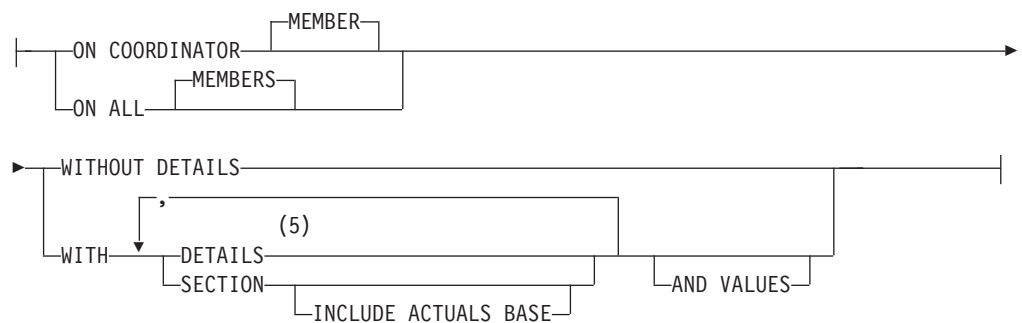 MEMBER
ON COORDINATOR
MEMBERS
ON ALL
WITHOUT DETAILS
,
(5)
WITH DETAILS
SECTION AND VALUES
INCLUDE ACTUALS BASE